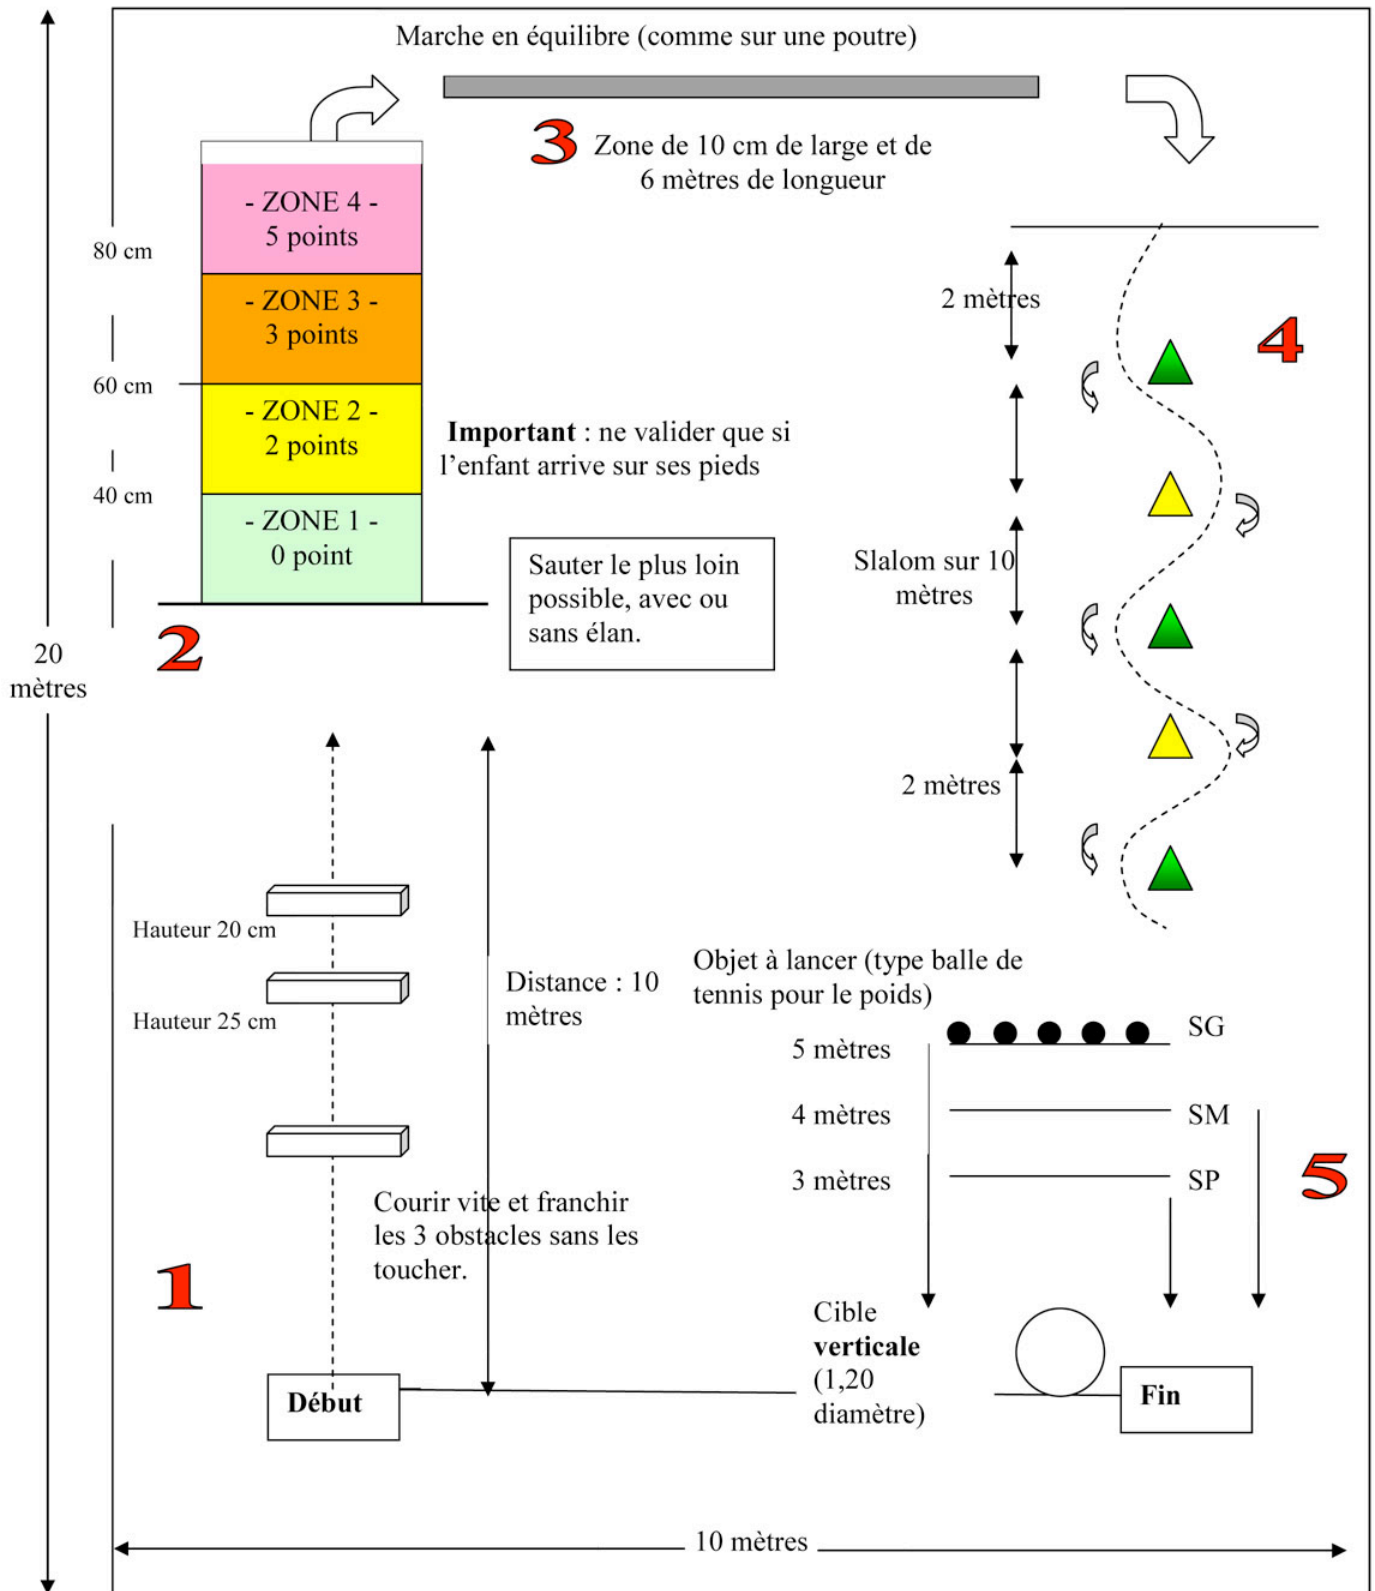 Marche en équilibre (comme sur une poutre)
3
Zone de 10 cm de large et de
6 mètres de longueur
- ZONE 4 -
5 points
80 cm
- ZONE 3 -
3 points
60 cm
- ZONE 2 -
2 points
40 cm
- ZONE 1 -
0 point
Important : ne valider que si
l'enfant arrive sur ses pieds
Sauter le plus loin
possible, avec ou
sans élan.
2
20
mètres
2 mètres
4
Slalom sur 10
mètres
2 mètres
Hauteur 20 cm
Hauteur 25 cm
Distance : 10
mètres
Courir vite et franchir
les 3 obstacles sans les
toucher.
1
Début
Objet à lancer (type balle de
tennis pour le poids)
5 mètres
SG
4 mètres
SM
3 mètres
SP
5
Cible
verticale
(1,20
diamètre)
Fin
10 mètres